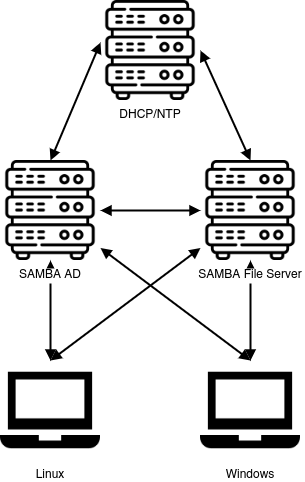 DHCP/NTP
SAMBA AD
SAMBA File Server
Linux
Windows